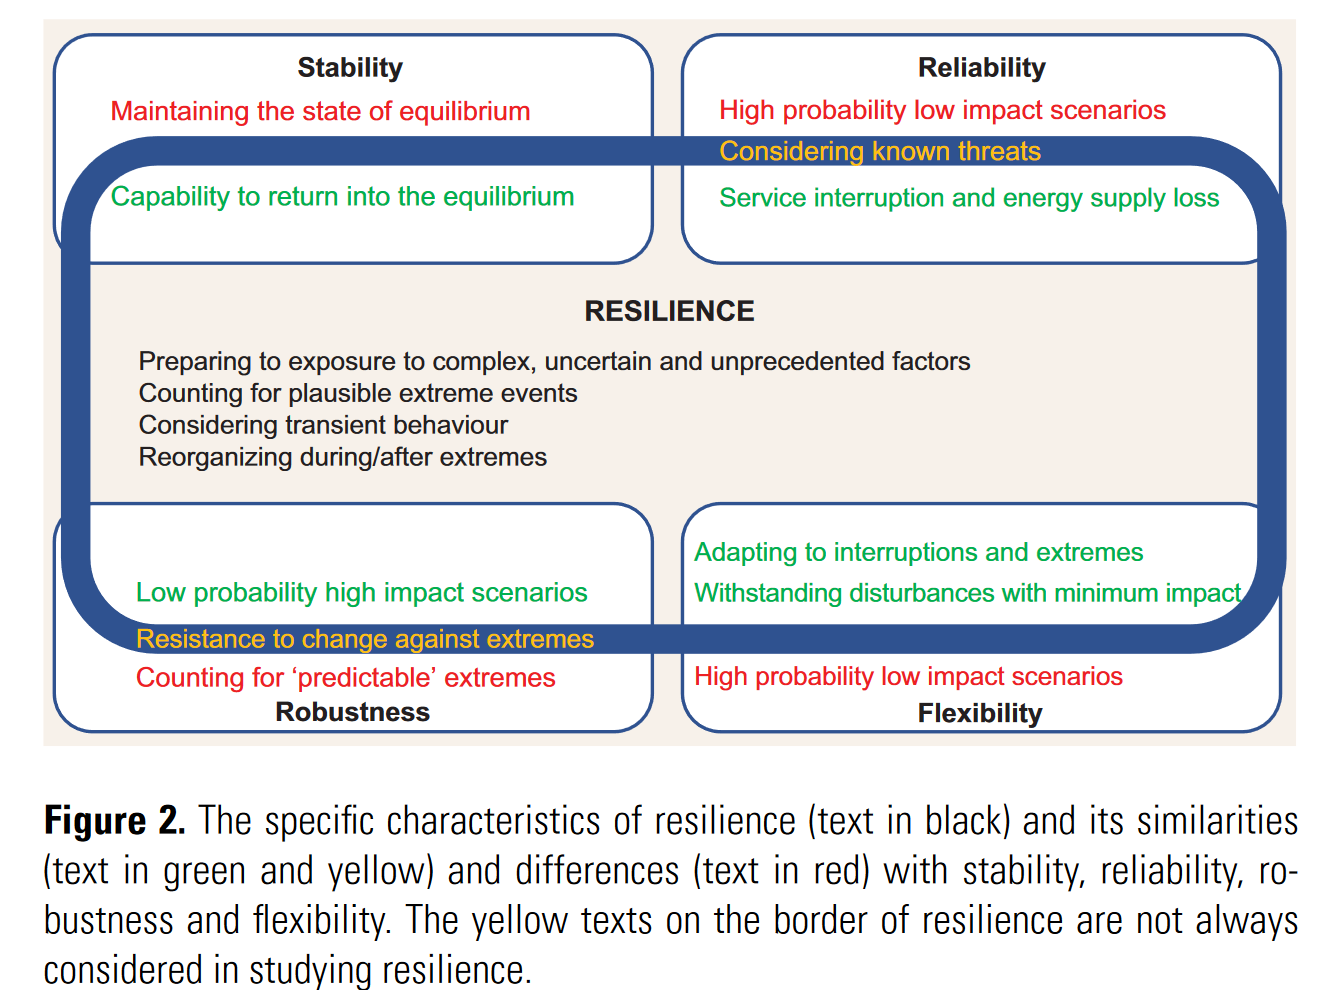 Stability
Maintaining the state of equilibrium
Capability to return into the equilibrium
Reliability
High probability low impact scenarios
Considering known threats
Service interruption and energy supply loss
RESILIENCE
Preparing to exposure to complex, uncertain and unprecedented factors
Counting for plausible extreme events
Considering transient behaviour
Reorganizing during/after extremes
Low probability high impact scenarios
Resistance to change against extremes
Counting for ‘predictable’ extremes
Robustness
Adapting to interruptions and extremes
Withstanding disturbances with minimum impact
High probability low impact scenarios
Flexibility
Figure 2. The specific characteristics of resilience (text in black) and its similarities
(text in green and yellow) and differences (text in red) with stability, reliability, ro-
bustness and flexibility. The yellow texts on the border of resilience are not always
considered in studying resilience.